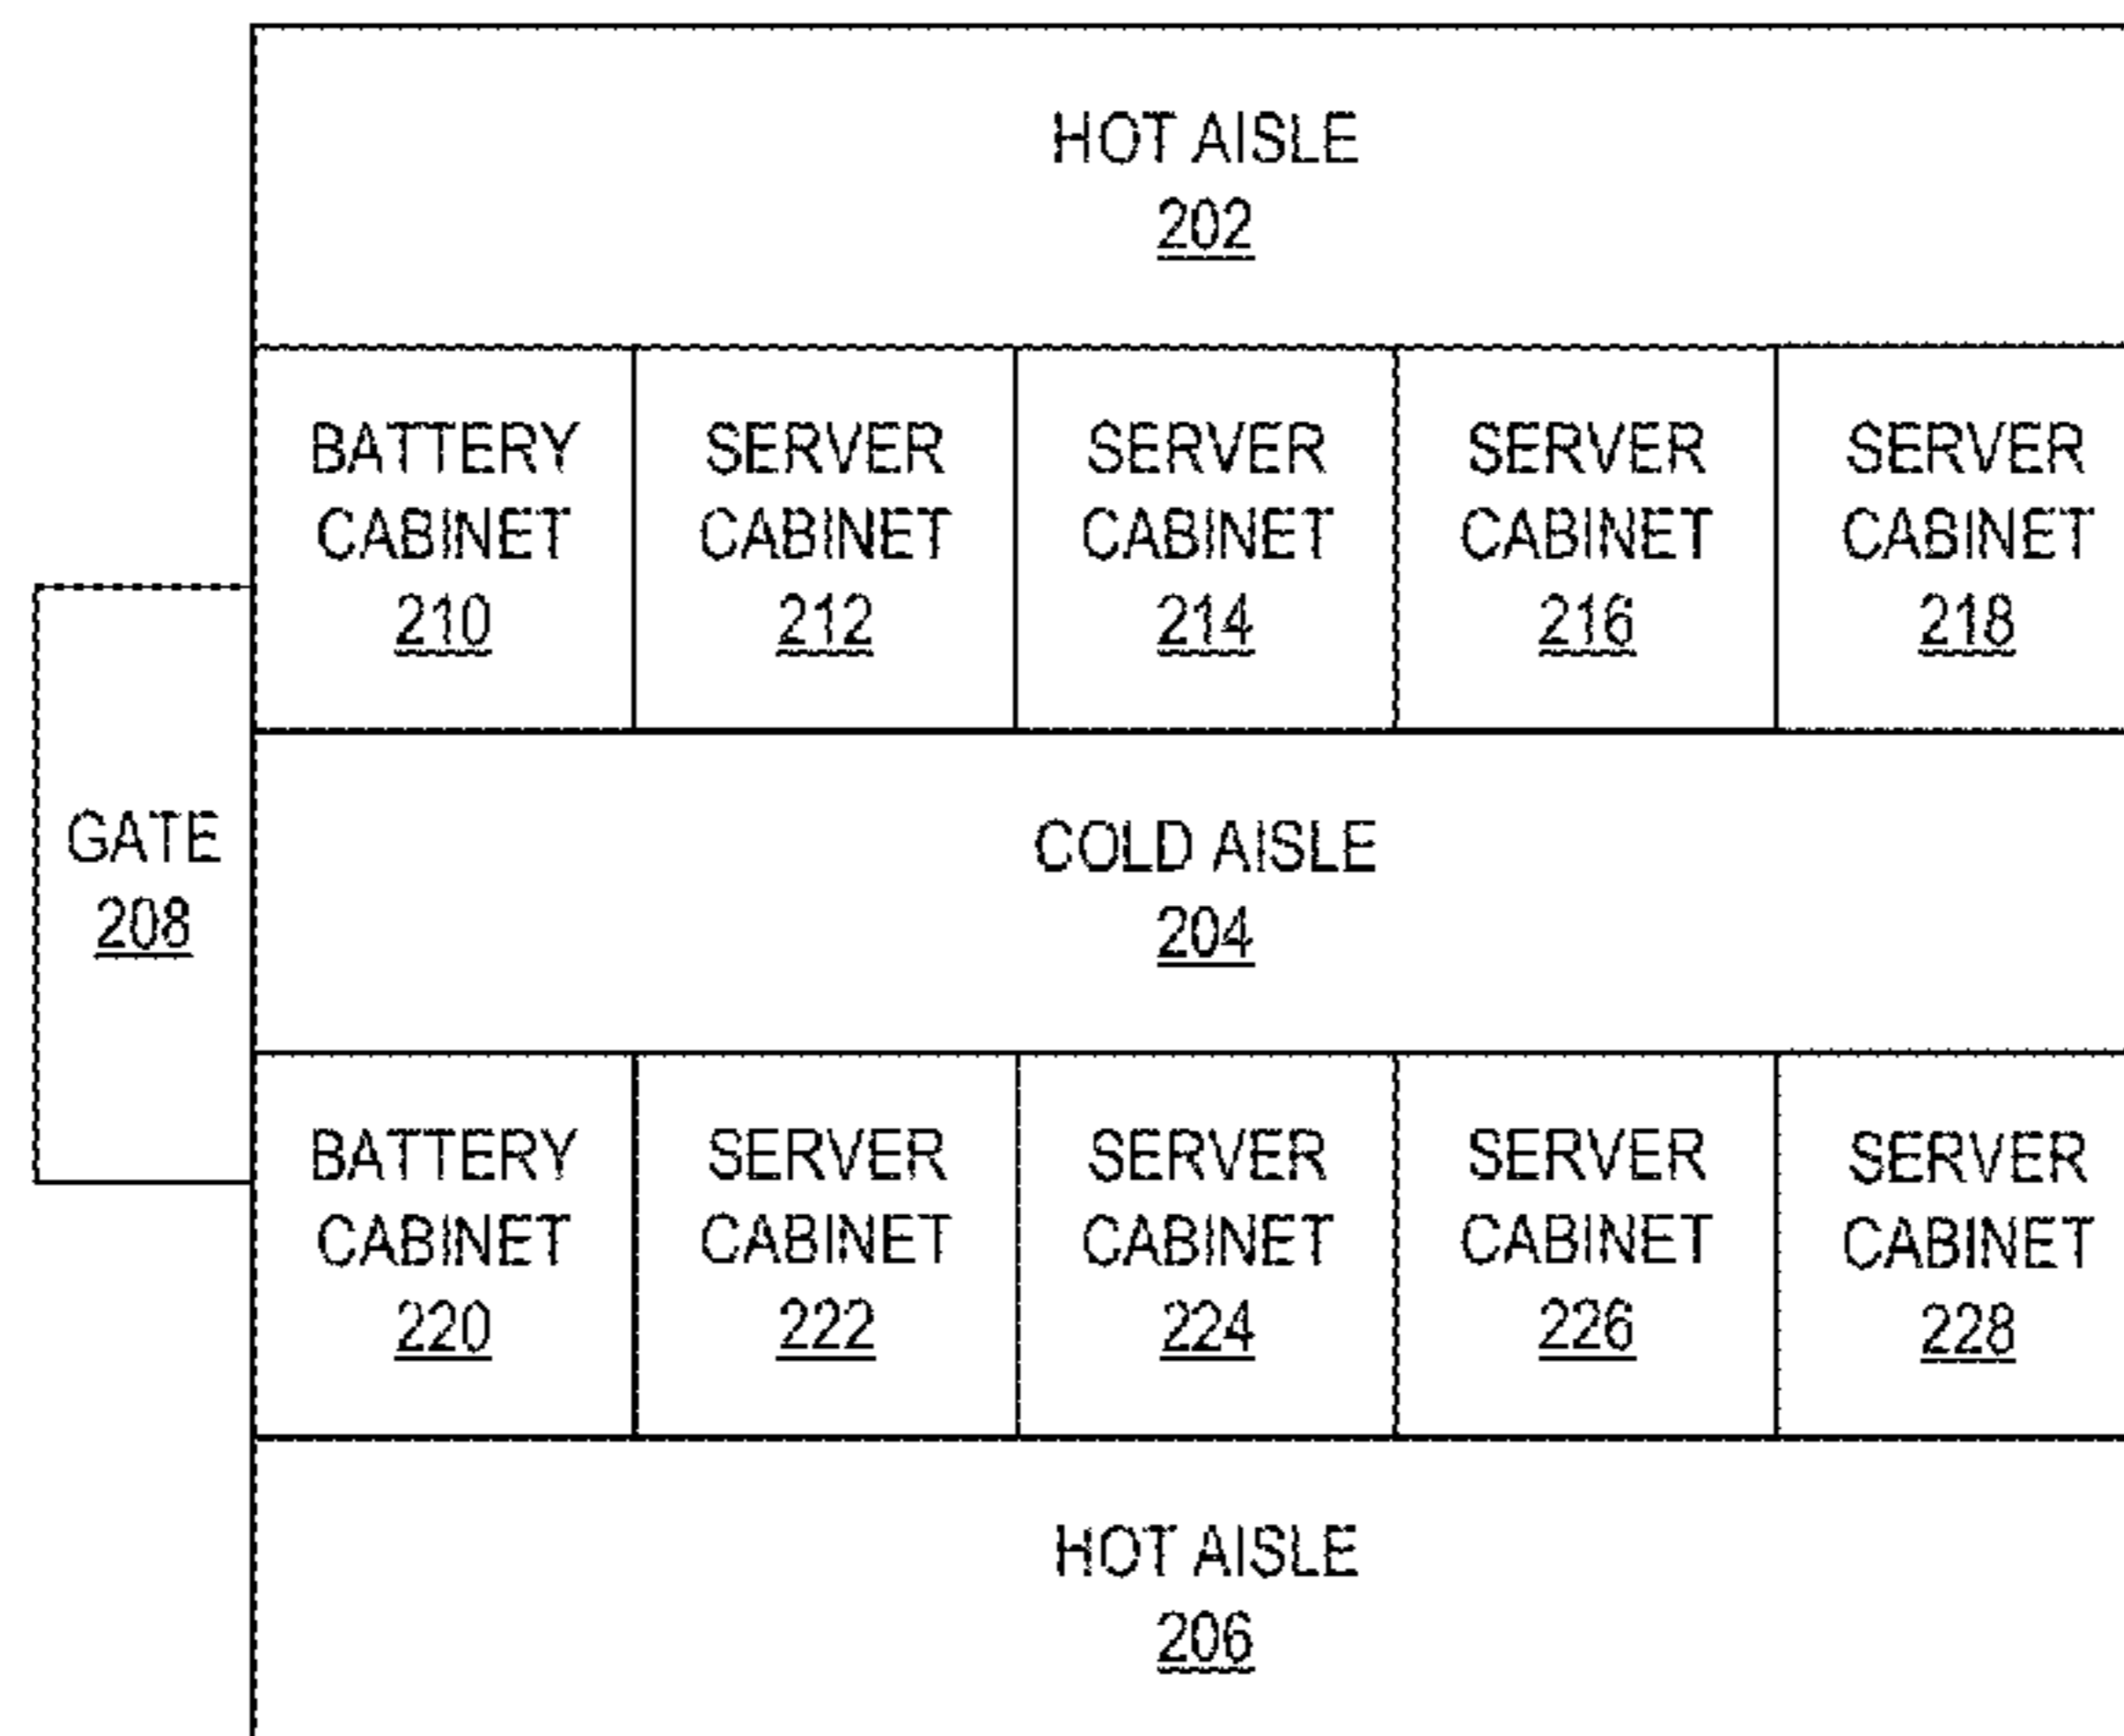 HOT AISLE
202
BATTERY
CABINET
210
SERVER
CABINET
212
SERVER
CABINET
214
SERVER
CABINET
216
SERVER
CABINET
218
GATE
208
COLD AISLE
204
BATTERY
CABINET
220
SERVER
CABINET
222
SERVER
CABINET
224
SERVER
CABINET
226
SERVER
CABINET
228
HOT AISLE
206